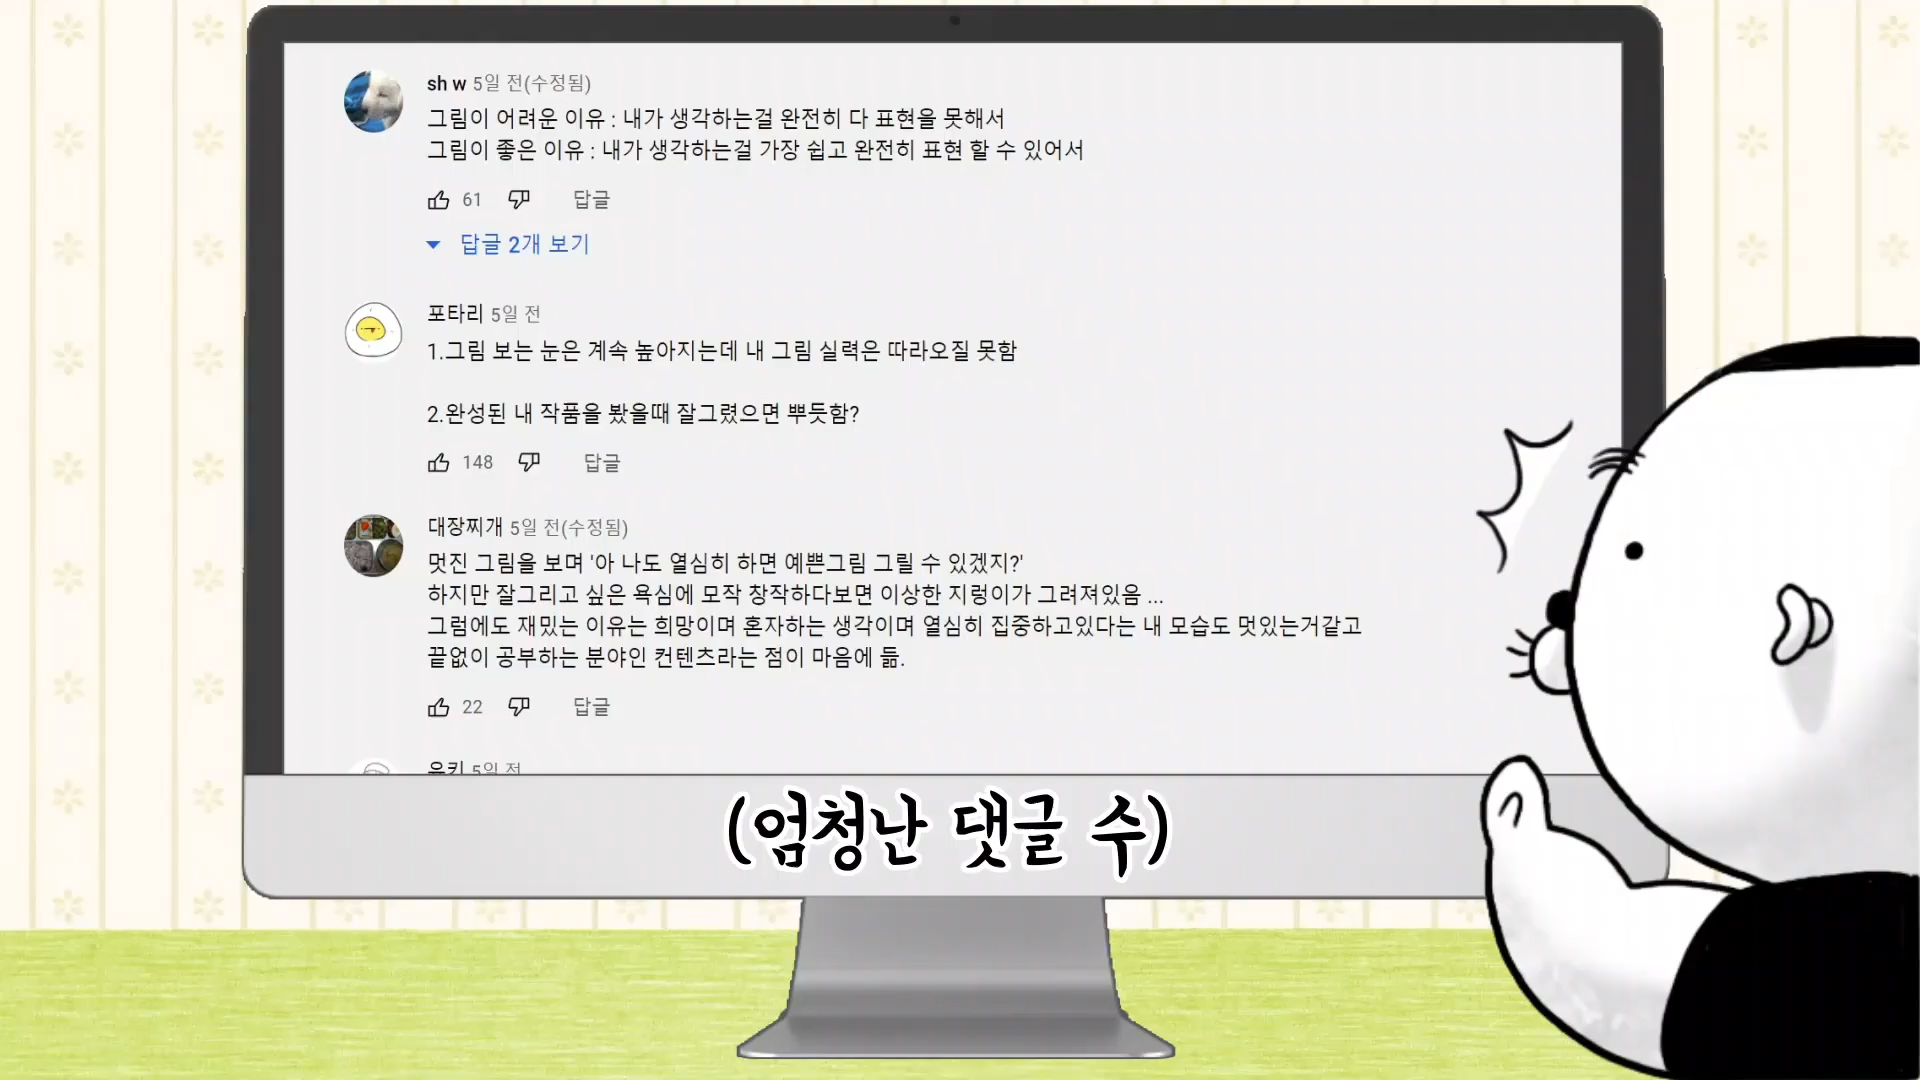 sh w 5일 전(수정됨)
그림이 어려운 이유 : 내가 생각하는걸 완전히 다 표현을 못해서
그림이 좋은 이유 : 내가 생각하는걸 가장 쉽고 완전히 표현 할 수 있어서
61 답글
답글 2개 보기
포타리 5일 전
1.그림 보는 눈은 계속 높아지는데 내 그림 실력은 따라오질 못함
2.완성된 내 작품을 봤을때 잘그렸으면 뿌듯함?
148 답글
대장찌개 5일 전(수정됨)
멋진 그림을 보며 '아 나도 열심히 하면 예쁜그림 그릴 수 있겠지?'
하지만 잘그리고 싶은 욕심에 모작 창작하다보면 이상한 지렁이가 그려져있음 ...
그럼에도 재밌는 이유는 희망이며 혼자하는 생각이며 열심히 집중하고있다는 내 모습도 멋있는거같고
끝없이 공부하는 분야인 컨텐츠라는 점이 마음에 듦.
22 답글
5일 전
(엄청난 댓글 수)